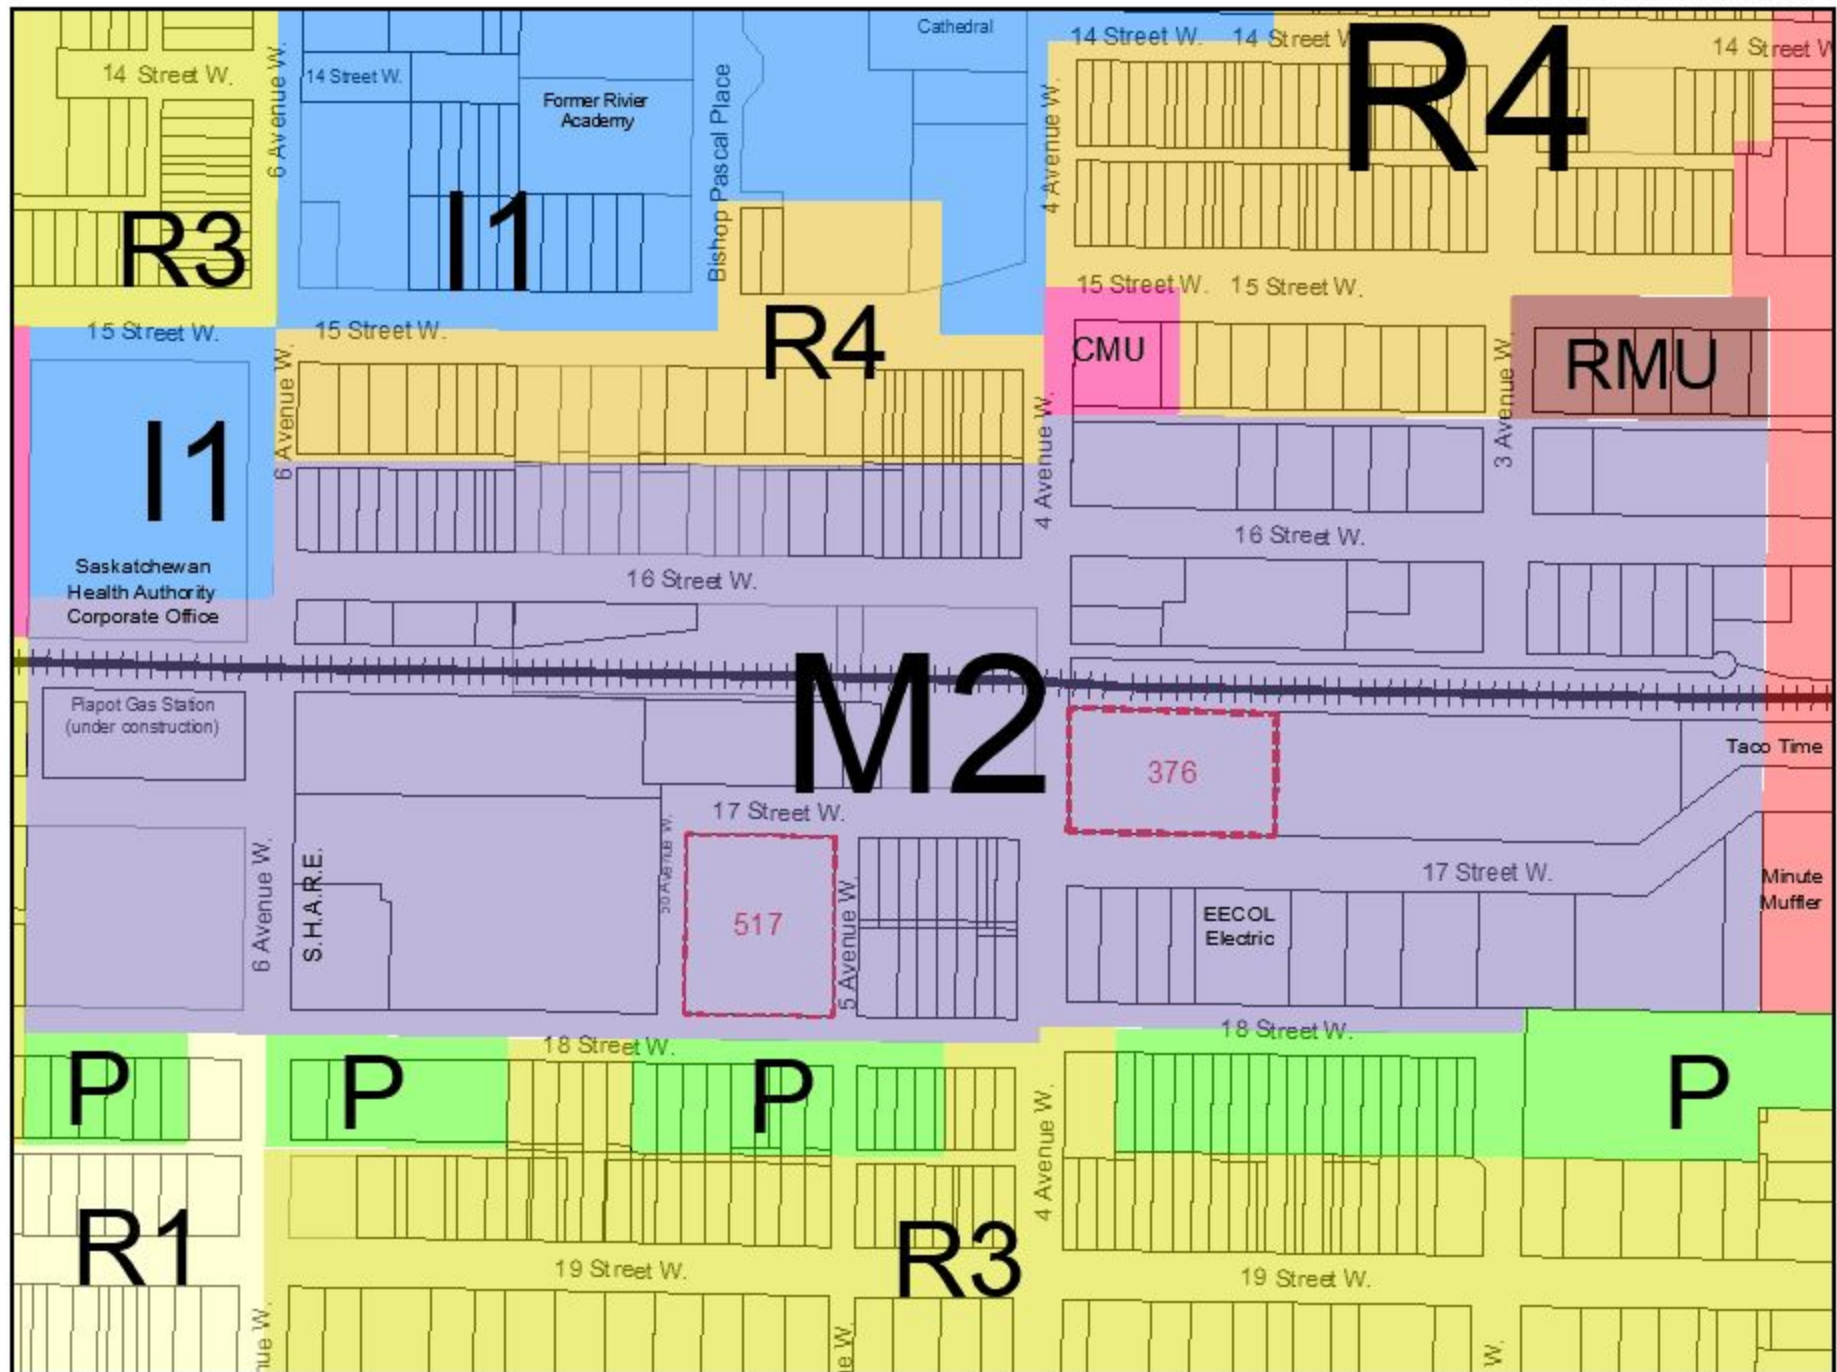 Cathedral
14 Street W.
14 Street W.
14 Street W
R4
14 Street W.
14 Street W.
6 Avenue W.
Former Rivier
Academy
Bishop Pascal Place
4 Avenue W.
R3
I1
15 Street W.
15 Street W.
15 Street W.
15 Street W.
R4
CMU
RMU
6 Avenue W.
4 Avenue W.
3 Avenue W.
I1
16 Street W.
16 Street W.
Saskatchewan
Health Authority
Corporate Office
M2
Piapot Gas Station
(under construction)
376
Taco Time
17 Street W.
17 Street W.
6 Avenue W.
S.H.A.R.E.
517
5 Avenue W.
EECOL
Electric
Minute
Muffler
18 Street W.
18 Street W.
P
P
P
P
4 Avenue W.
R1
R3
19 Street W.
19 Street W.
nue W.
e W.
W.